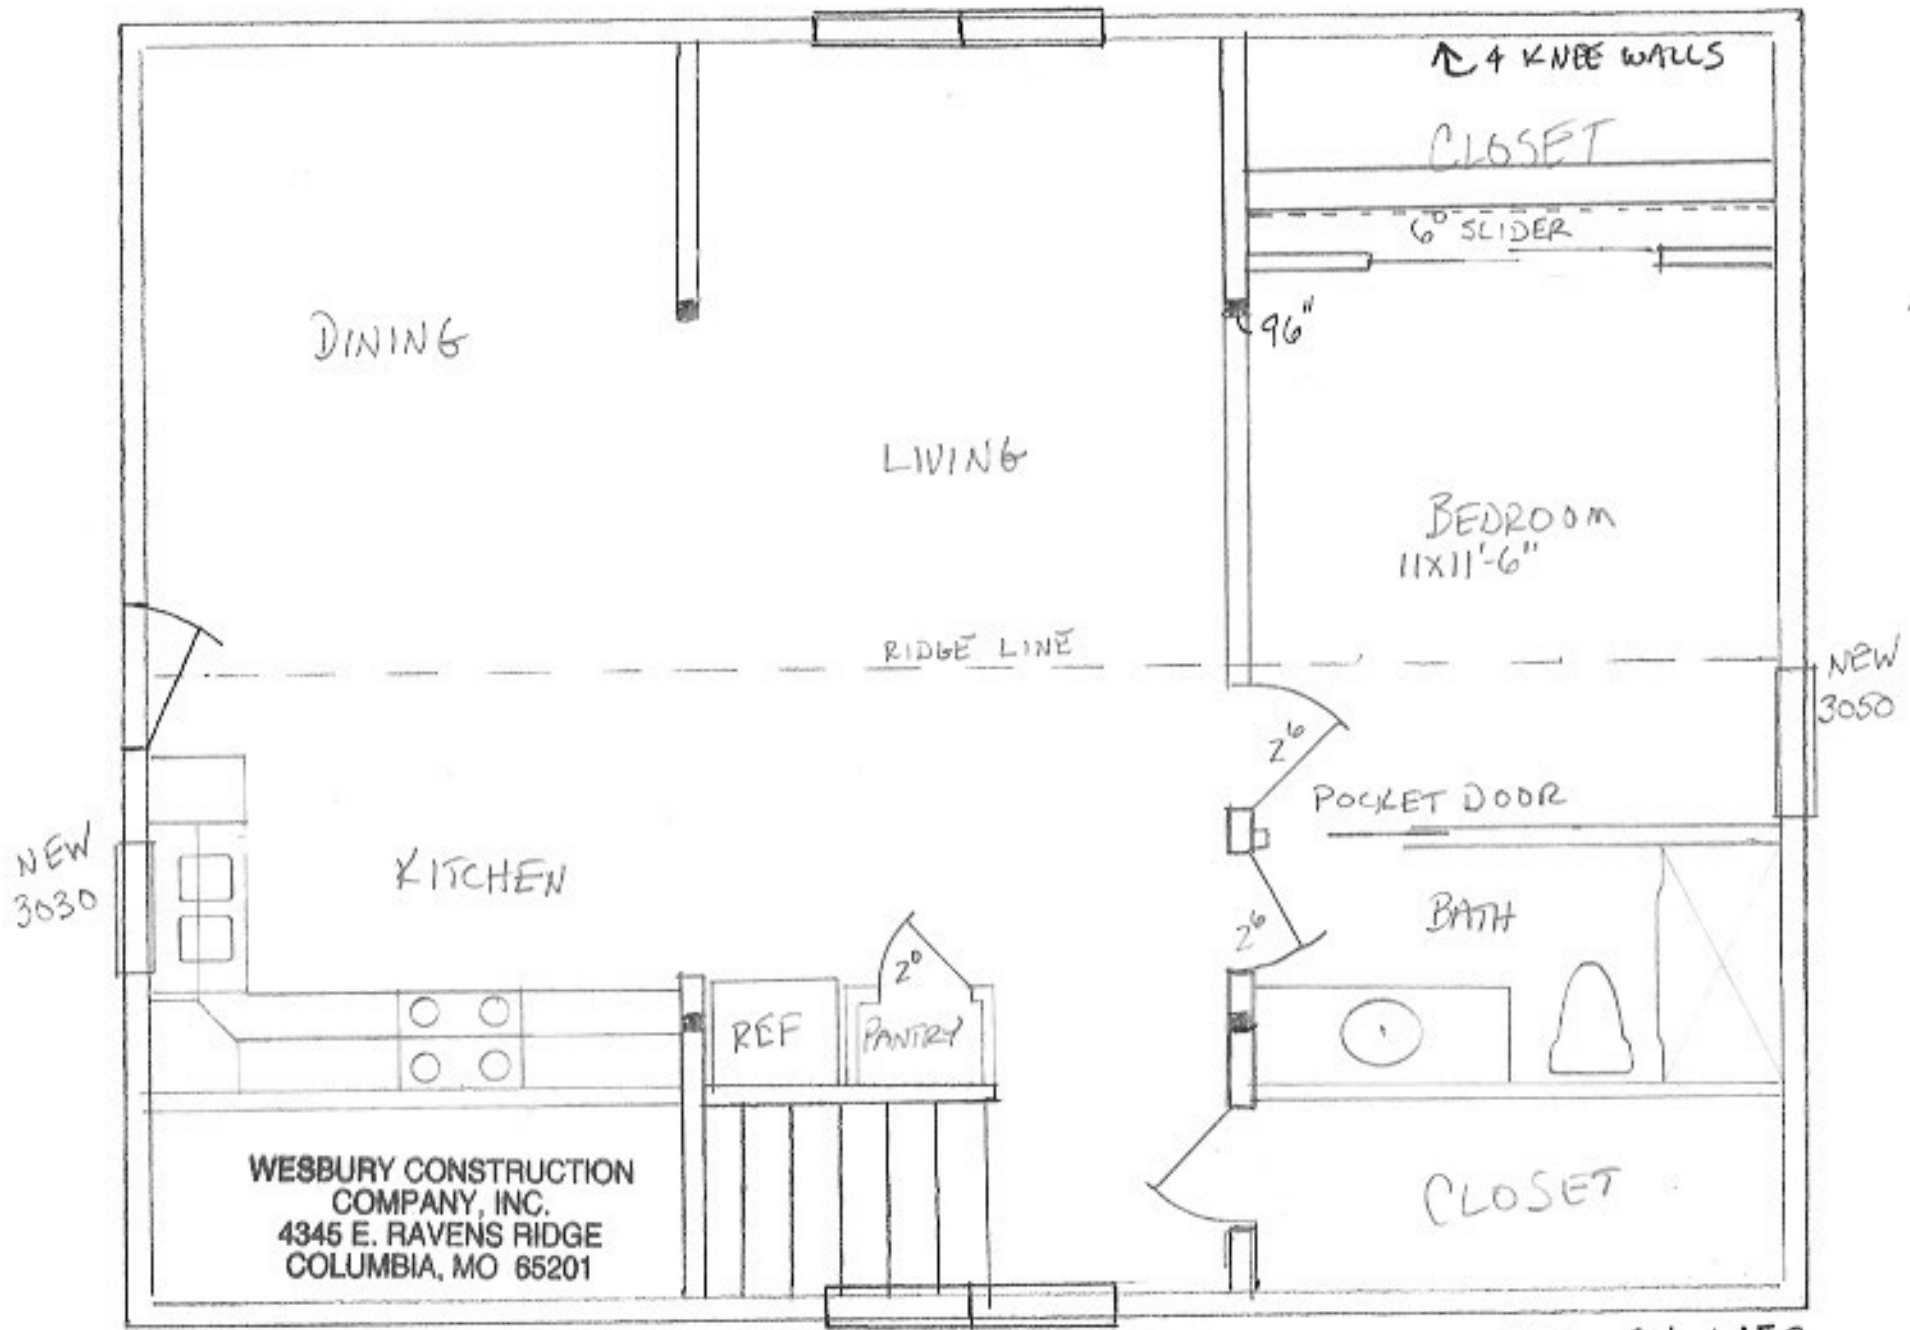 ↖ 4 KNEE WALLS
CLOSET
6⁰ SLIDER
96"
DINING
LIVING
BEDROOM
11X11'-6"
RIDGE LINE
NEW
3050
2⁶
POCKET DOOR
NEW
3030
KITCHEN
BATH
2⁶
2⁰
REF
PANTRY
WESBURY CONSTRUCTION
COMPANY, INC.
4345 E. RAVENS RIDGE
COLUMBIA, MO 65201
CLOSET